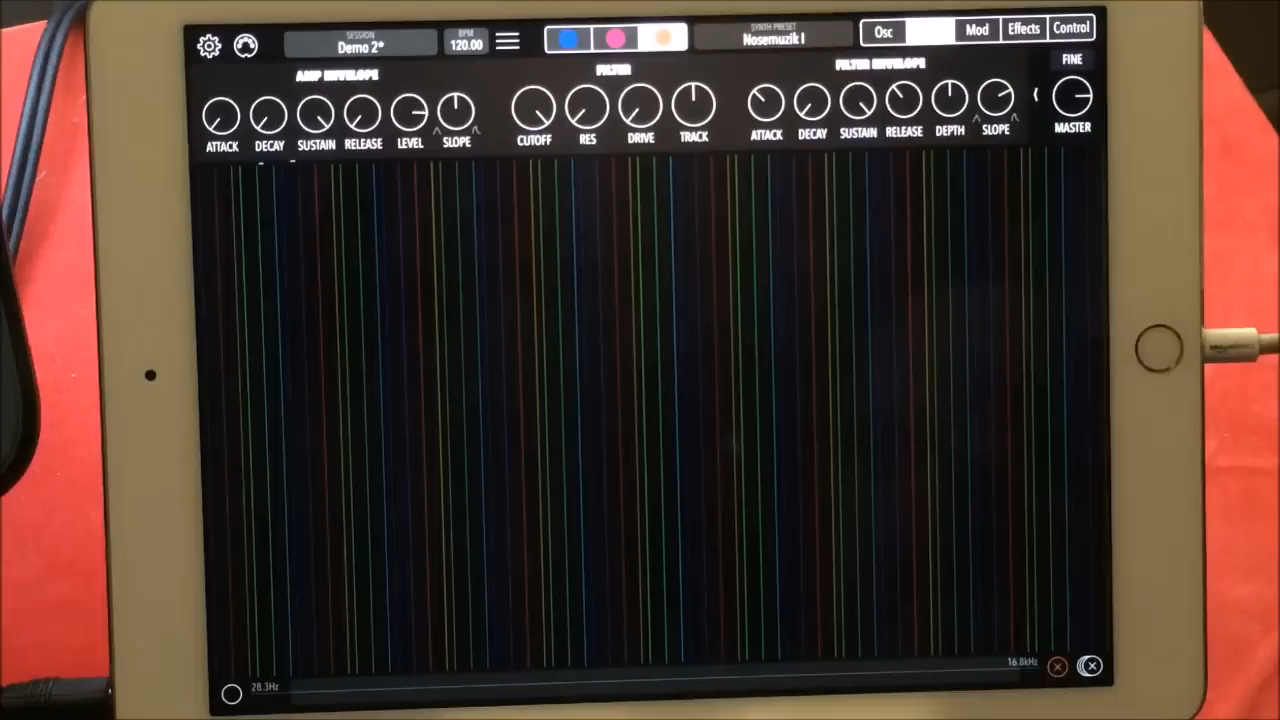 SESSION
Demo 2*
BPM
120.00
SYNTH PRESET
Nosemuzik I
Osc
Mod
Effects
Control
AMP ENVELOPE
FILTER
FILTER ENVELOPE
FINE
ATTACK DECAY SUSTAIN RELEASE LEVEL SLOPE
CUTOFF RES DRIVE TRACK
ATTACK DECAY SUSTAIN RELEASE DEPTH SLOPE
MASTER
28.3Hz
16.8kHz